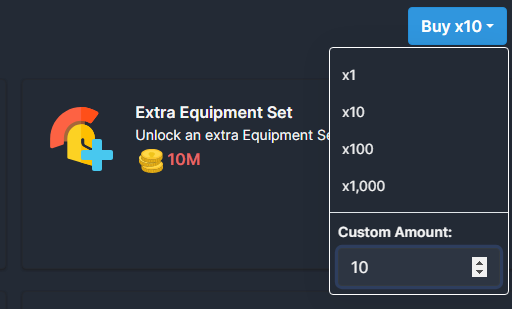 Buy x10
x1
x10
x100
x1,000
Custom Amount:
10
Extra Equipment Set
Unlock an extra Equipment Se
10M